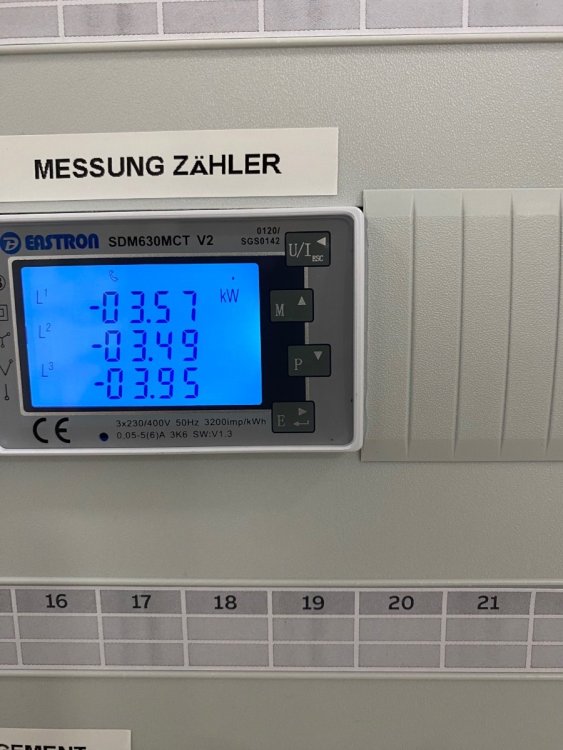 MESSUNG ZÄHLER
EASTRON SDM630MCT V2
0120/
SGS0142
U/I ESC
L1 -03.57 kW
M
L2 -03.49
P
L3 -03.95
E
CE
3x230/400V 50Hz 3200imp/kWh
0,05-5(6)A 3K6 SW:V1.3
16 17 18 19 20 21
GEMENT